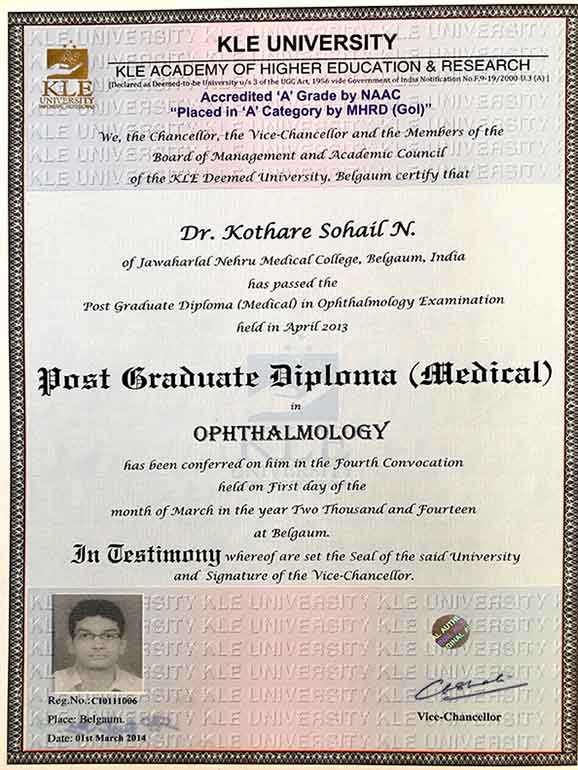 KLE UNIVERSITY
KLE ACADEMY OF HIGHER EDUCATION & RESEARCH
[Declared as Deemed-to-be University u/s 3 of the UGC Act, 1956 vide Government of India Notification No.F.9-19/2000-U.3 (A)]
Accredited 'A' Grade by NAAC
"Placed in 'A' Category by MHRD (GoI)"
KLE
UNIVERSITY
We, the Chancellor, the Vice-Chancellor and the Members of the
Board of Management and Academic Council
of the KLE Deemed University, Belgaum certify that
Dr. Kothare Sohail N.
of Jawaharlal Nehru Medical College, Belgaum, India
has passed the
Post Graduate Diploma (Medical) in Ophthalmology Examination
held in April 2013
Post Graduate Diploma (Medical)
in
OPHTHALMOLOGY
has been conferred on him in the Fourth Convocation
held on First day of the
month of March in the year Two Thousand and Fourteen
at Belgaum.
In Testimony whereof are set the Seal of the said University
and Signature of the Vice-Chancellor.
Reg.No.: CI0111006
Place: Belgaum.
Date: 01st March 2014
Vice-Chancellor